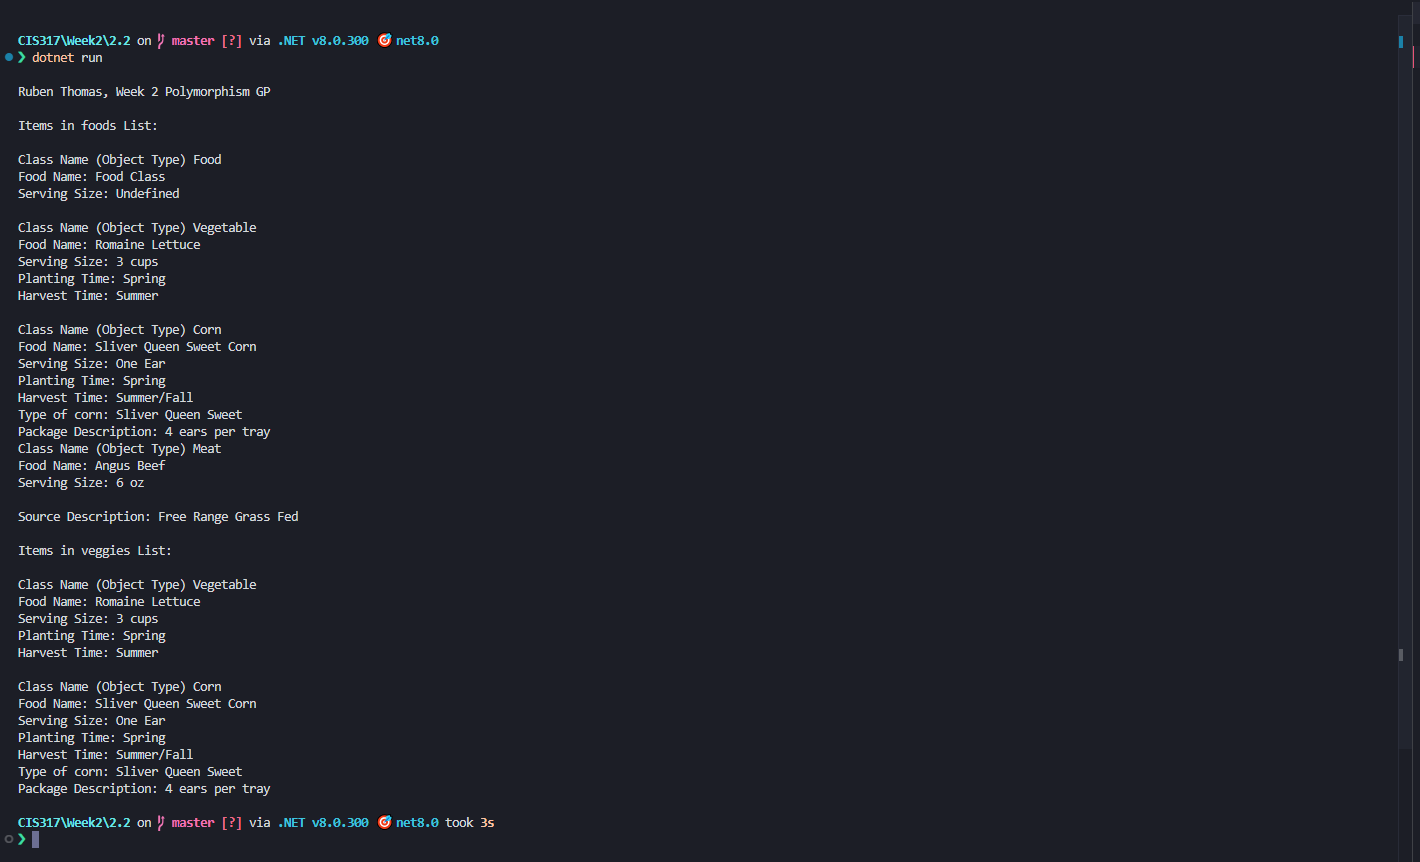 CIS317\Week2\2.2 on master [?] via .NET v8.0.300 net8.0
❯ dotnet run
Ruben Thomas, Week 2 Polymorphism GP
Items in foods List:
Class Name (Object Type) Food
Food Name: Food Class
Serving Size: Undefined
Class Name (Object Type) Vegetable
Food Name: Romaine Lettuce
Serving Size: 3 cups
Planting Time: Spring
Harvest Time: Summer
Class Name (Object Type) Corn
Food Name: Sliver Queen Sweet Corn
Serving Size: One Ear
Planting Time: Spring
Harvest Time: Summer/Fall
Type of corn: Sliver Queen Sweet
Package Description: 4 ears per tray
Class Name (Object Type) Meat
Food Name: Angus Beef
Serving Size: 6 oz
Source Description: Free Range Grass Fed
Items in veggies List:
Class Name (Object Type) Vegetable
Food Name: Romaine Lettuce
Serving Size: 3 cups
Planting Time: Spring
Harvest Time: Summer
Class Name (Object Type) Corn
Food Name: Sliver Queen Sweet Corn
Serving Size: One Ear
Planting Time: Spring
Harvest Time: Summer/Fall
Type of corn: Sliver Queen Sweet
Package Description: 4 ears per tray
CIS317\Week2\2.2 on master [?] via .NET v8.0.300 net8.0 took 3s
❯